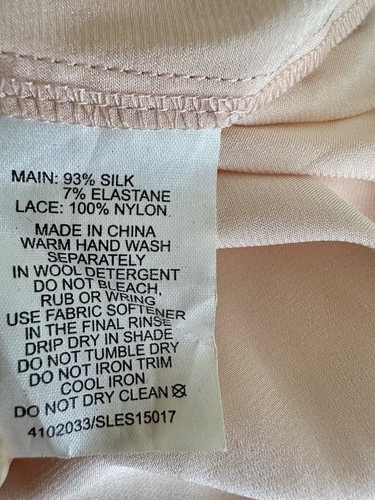 MAIN: 93% SILK
7% ELASTANE
LACE: 100% NYLON
MADE IN CHINA
WARM HAND WASH
SEPARATELY
IN WOOL DETERGENT
DO NOT BLEACH,
RUB OR WRING
USE FABRIC SOFTENER
IN THE FINAL RINSE
DRIP DRY IN SHADE
DO NOT TUMBLE DRY
DO NOT IRON TRIM
COOL IRON
DO NOT DRY CLEAN
4102033/SLES15017